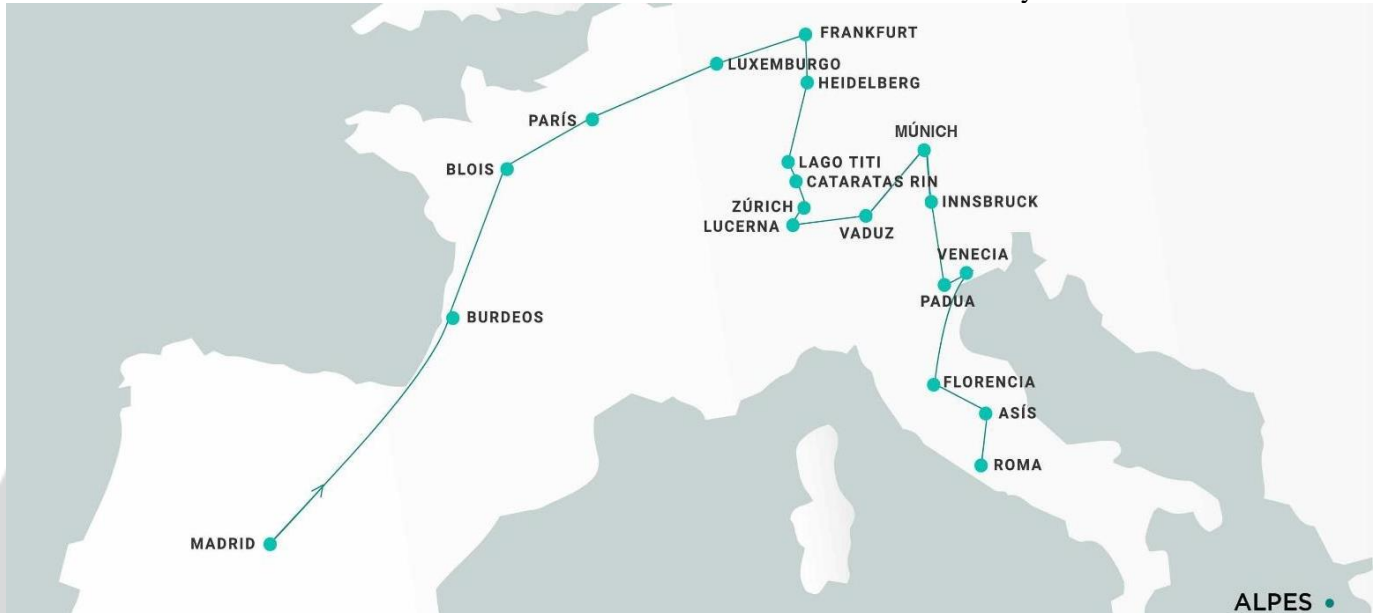 FRANKFURT
LUXEMBURGO
HEIDELBERG
PARÍS
MÚNICH
BLOIS
LAGO TITI
CATARATAS RIN
INNSBRUCK
ZÚRICH
LUCERNA
VADUZ
VENECIA
PADUA
BURDEOS
FLORENCIA
ASÍS
ROMA
MADRID
ALPES